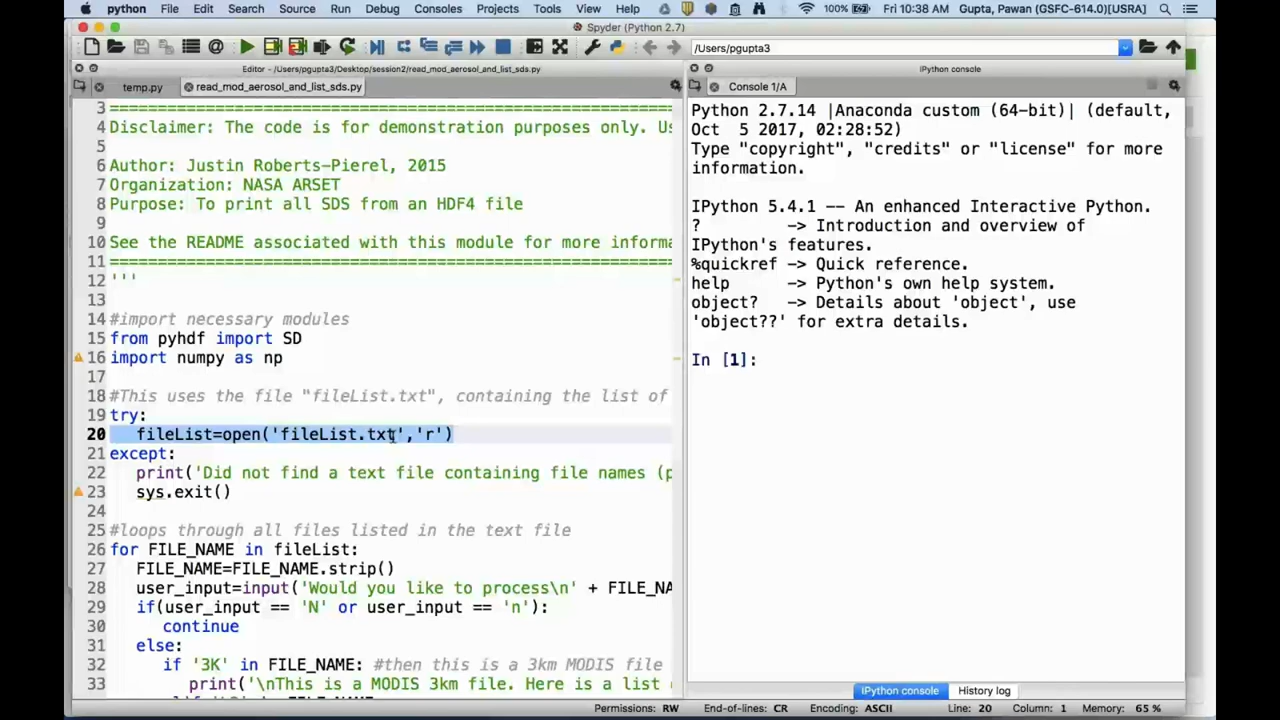 python File Edit Search Source Run Debug Consoles Projects Tools View Help 100% Fri 10:38 AM Gupta, Pawan (GSFC-614.0)[USRA]
Spyder (Python 2.7)
/Users/pgupta3
Editor - /Users/pgupta3/Desktop/session2/read_mod_aerosol_and_list_sds.py
temp.py read_mod_aerosol_and_list_sds.py
3 ================================================================
4 Disclaimer: The code is for demonstration purposes only. Us
5
6 Author: Justin Roberts-Pierel, 2015
7 Organization: NASA ARSET
8 Purpose: To print all SDS from an HDF4 file
9
10 See the README associated with this module for more informa
11 ================================================================
12 '''
13
14 #import necessary modules
15 from pyhdf import SD
16 import numpy as np
17
18 #This uses the file "fileList.txt", containing the list of
19 try:
20 fileList=open('fileList.txt','r')
21 except:
22 print('Did not find a text file containing file names (p
23 sys.exit()
24
25 #loops through all files listed in the text file
26 for FILE_NAME in fileList:
27 FILE_NAME=FILE_NAME.strip()
28 user_input=input('Would you like to process\n' + FILE_NA
29 if(user_input == 'N' or user_input == 'n'):
30 continue
31 else:
32 if '3K' in FILE_NAME: #then this is a 3km MODIS file
33 print('\nThis is a MODIS 3km file. Here is a list
IPython console
Console 1/A
Python 2.7.14 |Anaconda custom (64-bit)| (default,
Oct  5 2017, 02:28:52)
Type "copyright", "credits" or "license" for more
information.
IPython 5.4.1 -- An enhanced Interactive Python.
? -> Introduction and overview of
IPython's features.
%quickref -> Quick reference.
help -> Python's own help system.
object? -> Details about 'object', use
'object??' for extra details.
In [1]:
IPython console History log
Permissions: RW End-of-lines: CR Encoding: ASCII Line: 20 Column: 1 Memory: 65 %